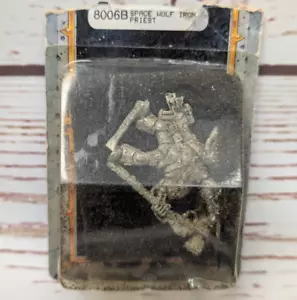 8006B SPACE WOLF IRON
PRIEST